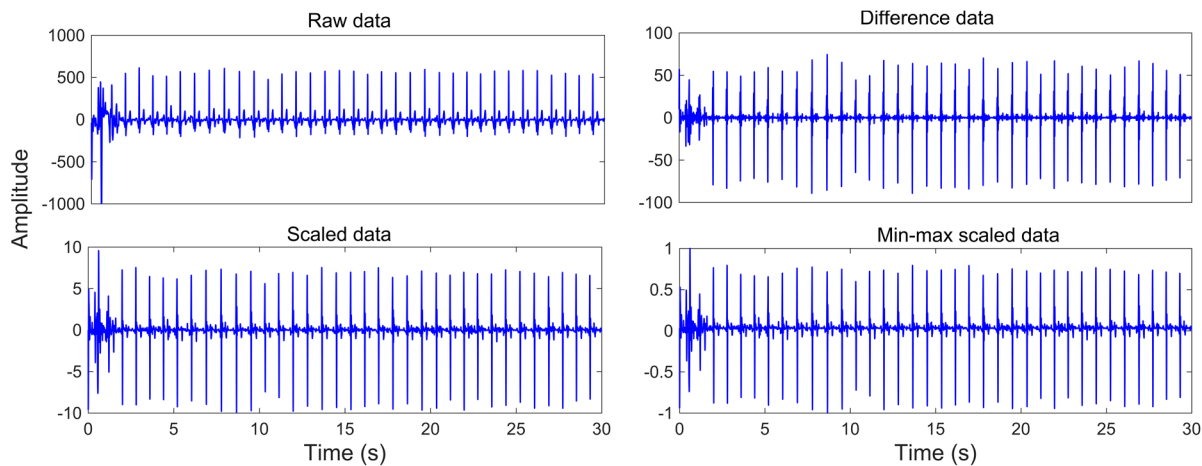 Raw data
1000
500
0
-500
-1000
Difference data
100
50
0
-50
-100
Amplitude
Scaled data
10
5
0
-5
-10
0 5 10 15 20 25 30
Time (s)
Min-max scaled data
1
0.5
0
-0.5
-1
0 5 10 15 20 25 30
Time (s)